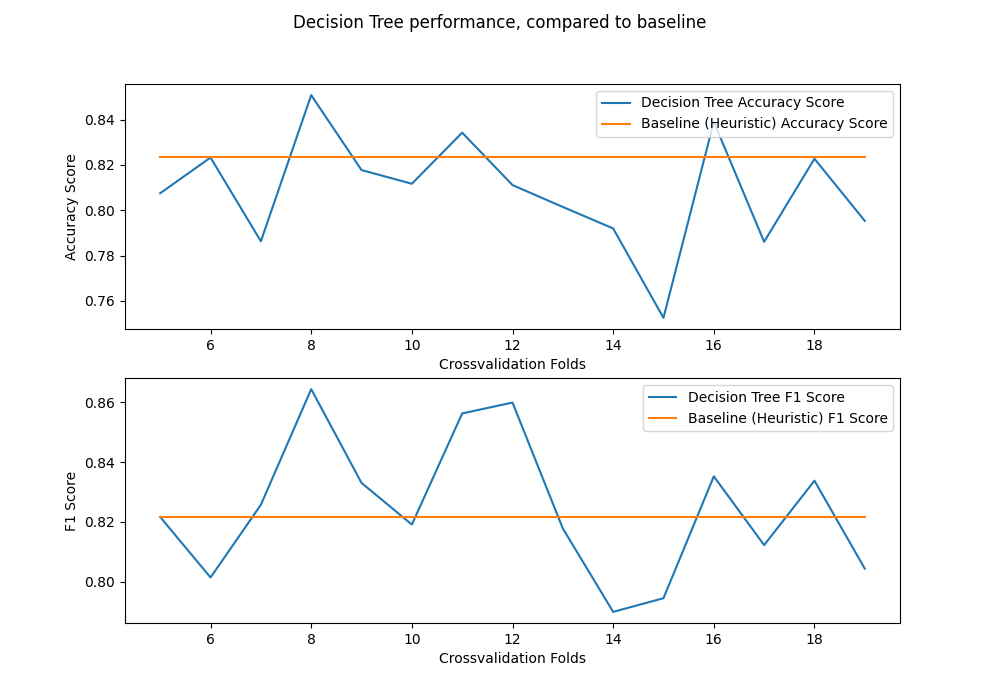 Decision Tree performance, compared to baseline
Decision Tree Accuracy Score
Baseline (Heuristic) Accuracy Score
Accuracy Score
0.84
0.82
0.80
0.78
0.76
6 8 10 12 14 16 18
Crossvalidation Folds
Decision Tree F1 Score
Baseline (Heuristic) F1 Score
F1 Score
0.86
0.84
0.82
0.80
6 8 10 12 14 16 18
Crossvalidation Folds